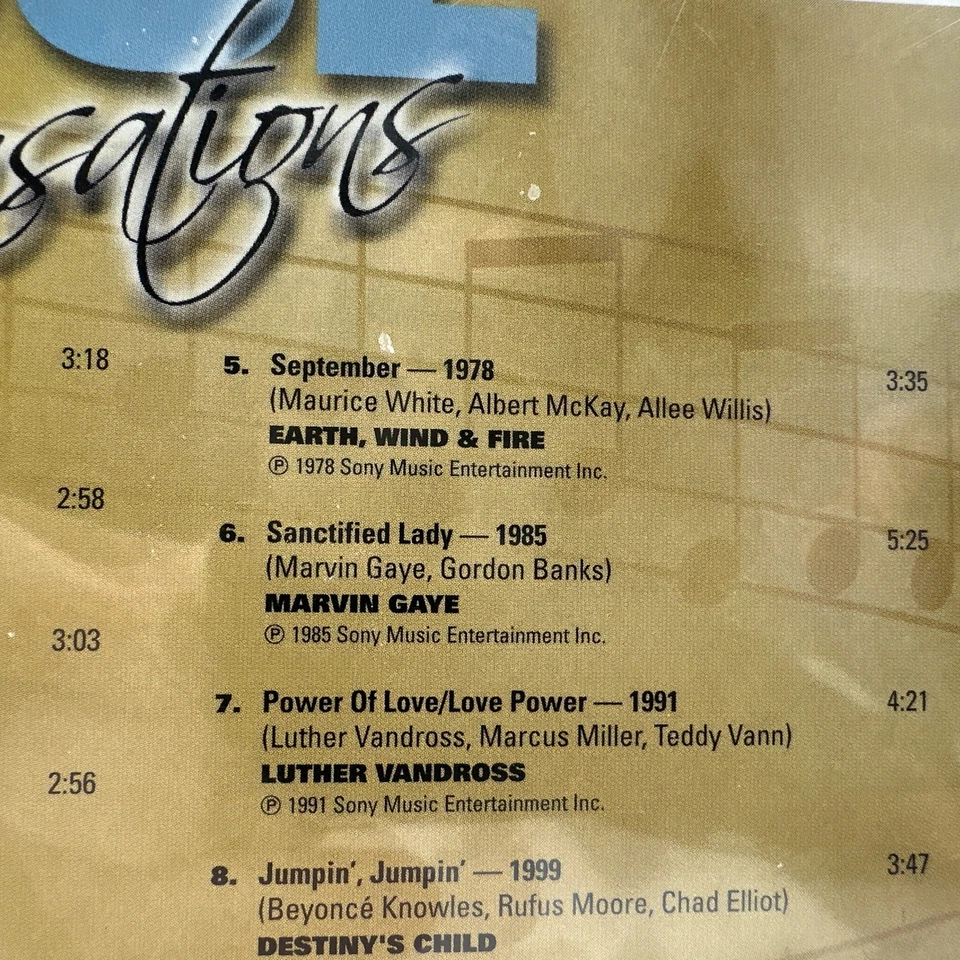 sations
3:18
2:58
3:03
2:56
5. September — 1978 3:35
(Maurice White, Albert McKay, Allee Willis)
EARTH, WIND & FIRE
℗ 1978 Sony Music Entertainment Inc.
6. Sanctified Lady — 1985 5:25
(Marvin Gaye, Gordon Banks)
MARVIN GAYE
℗ 1985 Sony Music Entertainment Inc.
7. Power Of Love/Love Power — 1991 4:21
(Luther Vandross, Marcus Miller, Teddy Vann)
LUTHER VANDROSS
℗ 1991 Sony Music Entertainment Inc.
8. Jumpin', Jumpin' — 1999 3:47
(Beyoncé Knowles, Rufus Moore, Chad Elliot)
DESTINY'S CHILD